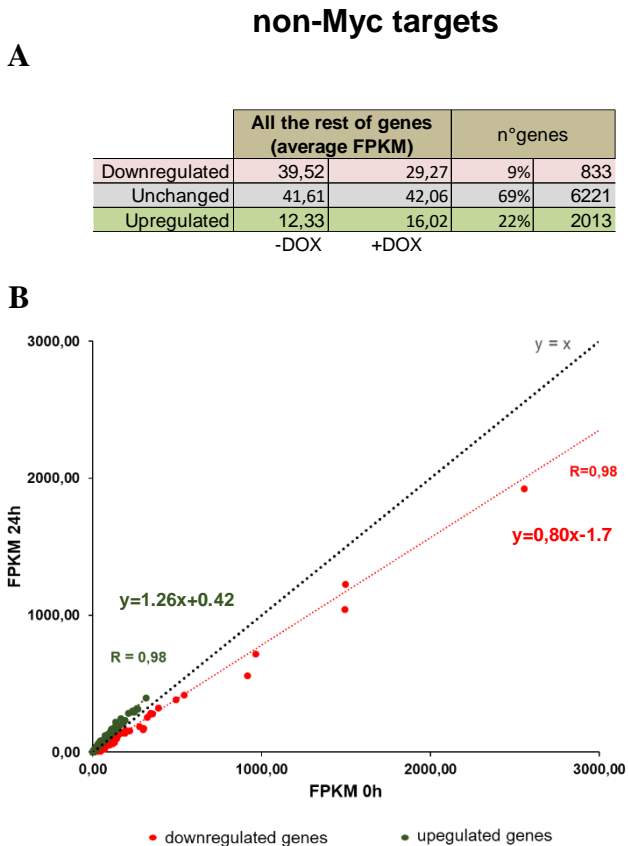 non-Myc targets
A
All the rest of genes
(average FPKM)
n°genes
Downregulated 39,52 29,27 9% 833
Unchanged 41,61 42,06 69% 6221
Upregulated 12,33 16,02 22% 2013
-DOX +DOX
B
3000,00
y = x
2000,00
R=0,98
y=0,80x-1.7
FPKM 24h
y=1.26x+0.42
1000,00
R = 0,98
0,00
0,00 1000,00 2000,00 3000,00
FPKM 0h
downregulated genes upegulated genes